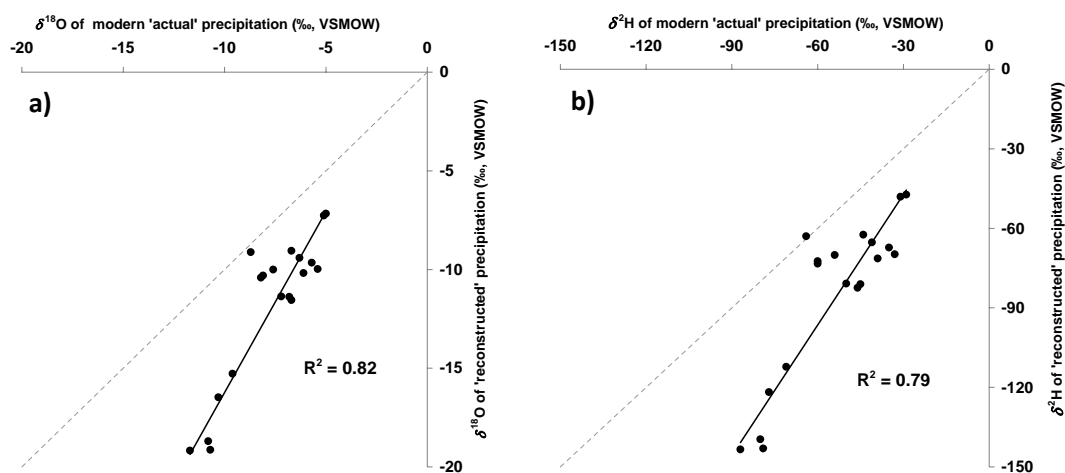 δ¹⁸O of modern 'actual' precipitation (‰, VSMOW)
-20 -15 -10 -5 0
0
-5
-10
-15
-20
a)
R² = 0.82
δ¹⁸O of 'reconstructed' precipitation (‰, VSMOW)
δ²H of modern 'actual' precipitation (‰, VSMOW)
-150 -120 -90 -60 -30 0
0
-30
-60
-90
-120
-150
b)
R² = 0.79
δ²H of 'reconstructed' precipitation (‰, VSMOW)